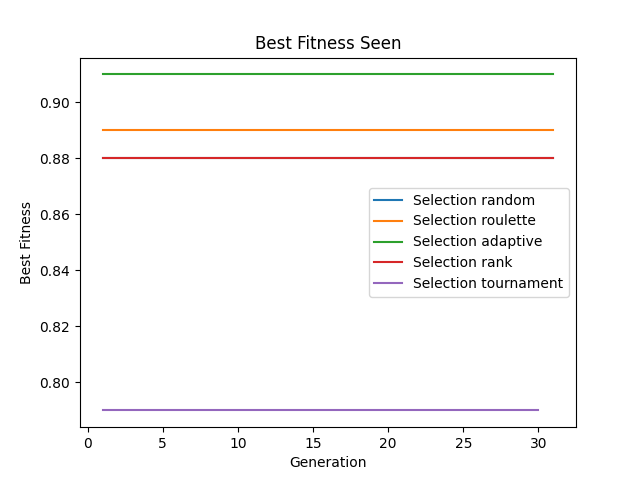 Best Fitness Seen
Best Fitness
0.90
0.88
0.86
0.84
0.82
0.80
Selection random
Selection roulette
Selection adaptive
Selection rank
Selection tournament
0 5 10 15 20 25 30
Generation